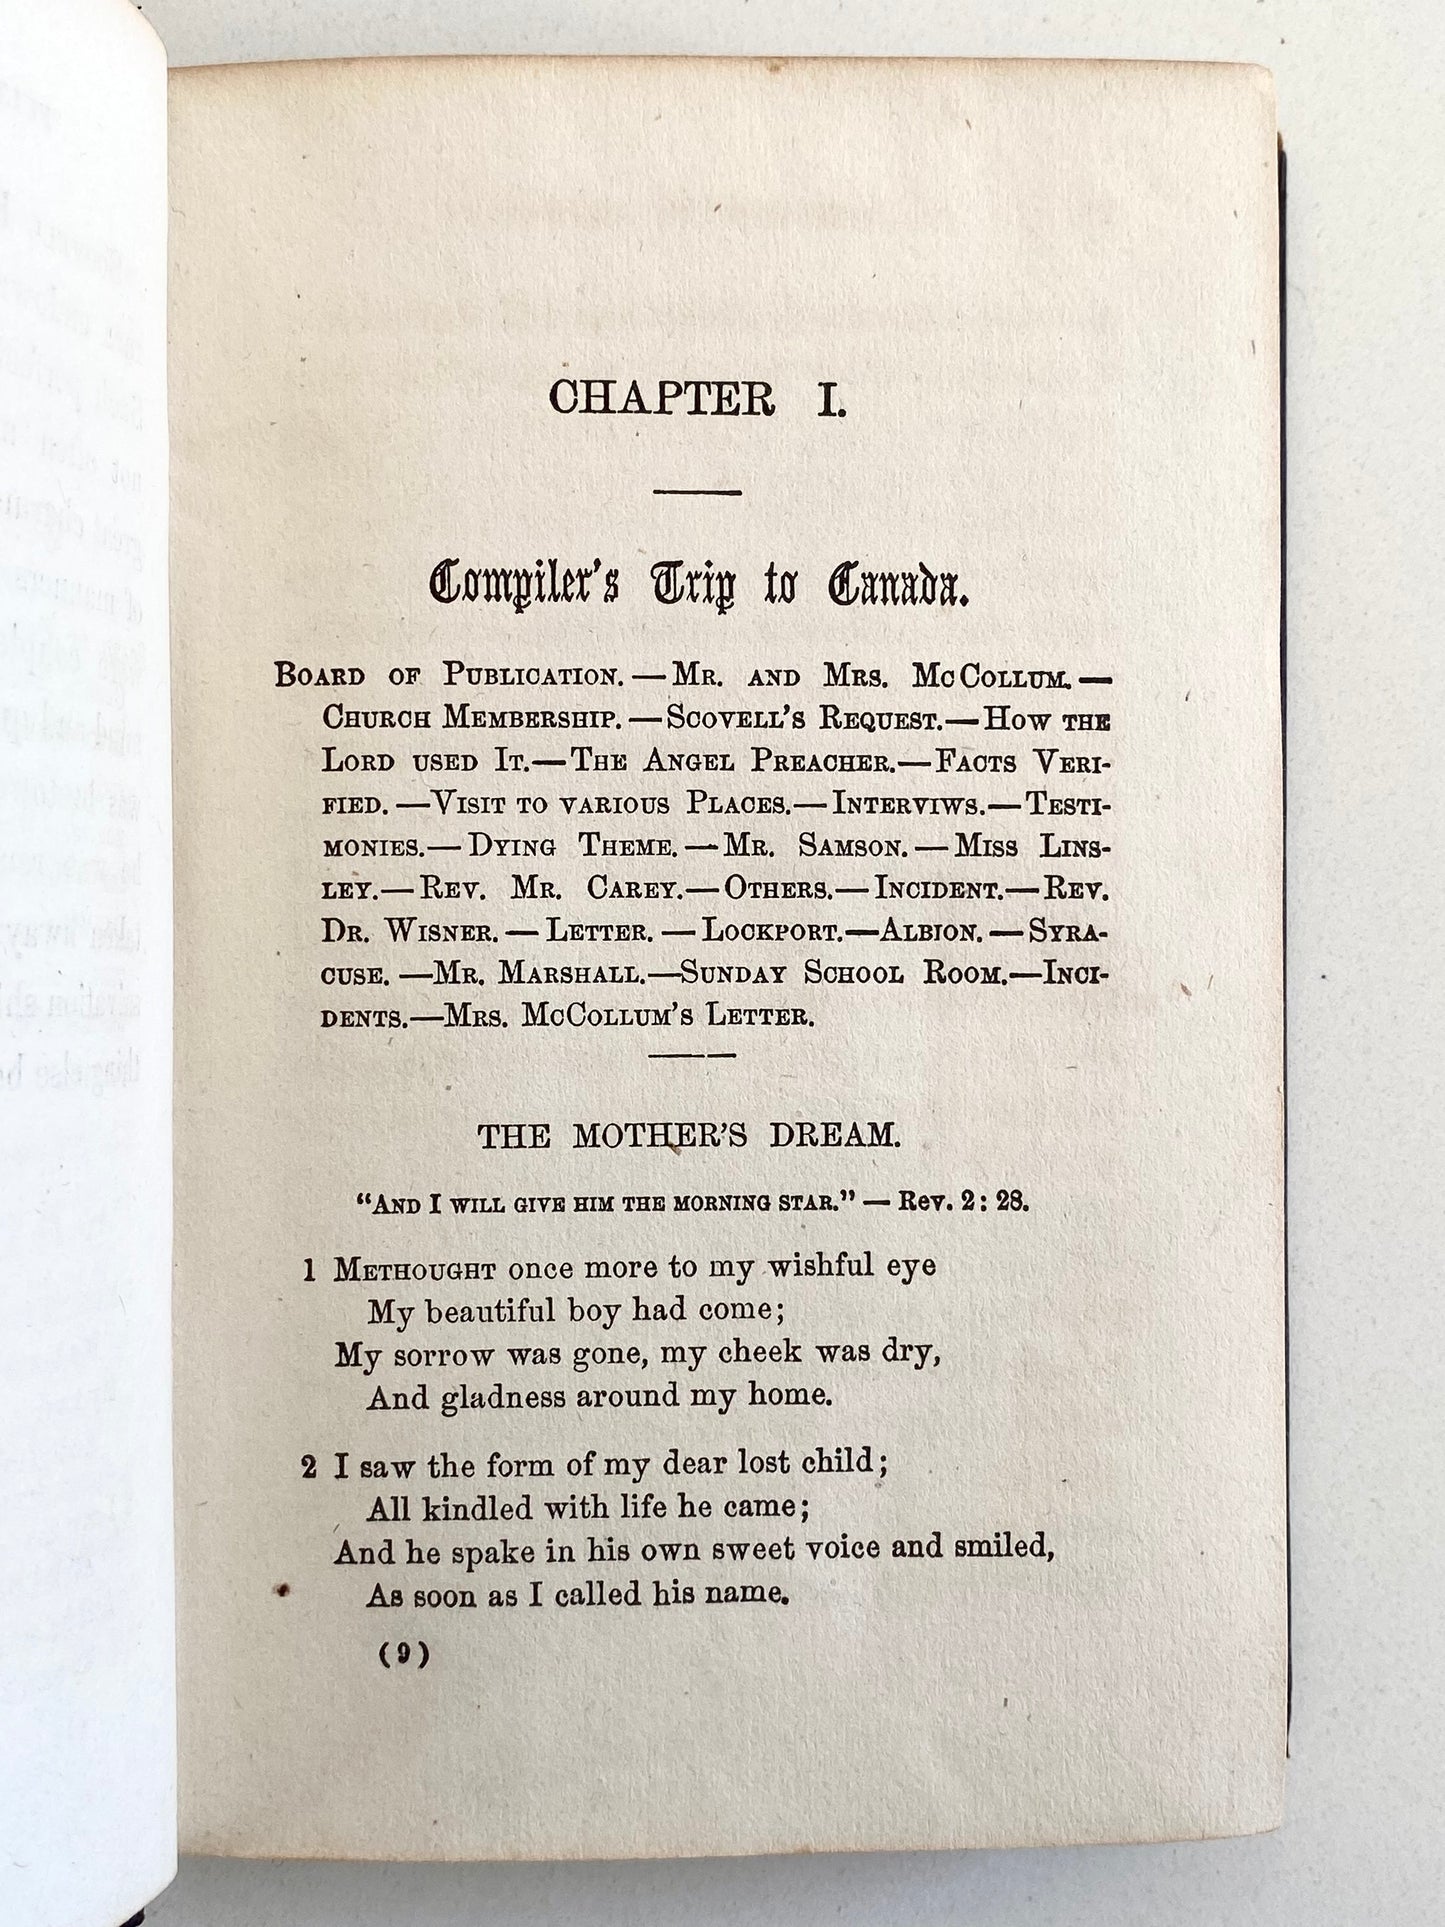 CHAPTER I.
Compiler's Trip to Canada.
BOARD OF PUBLICATION. — MR. AND MRS. McCOLLUM. —
CHURCH MEMBERSHIP. — SCOVELL'S REQUEST. — HOW THE
LORD USED IT. — THE ANGEL PREACHER. — FACTS VERI-
FIED. — VISIT TO VARIOUS PLACES. — INTERVIWS. — TESTI-
MONIES. — DYING THEME. — MR. SAMSON. — MISS LINS-
LEY. — REV. MR. CAREY. — OTHERS. — INCIDENT. — REV.
DR. WISNER. — LETTER. — LOCKPORT. — ALBION. — SYRA-
CUSE. — MR. MARSHALL. — SUNDAY SCHOOL ROOM. — INCI-
DENTS. — MRS. McCOLLUM'S LETTER.
THE MOTHER'S DREAM.
"AND I WILL GIVE HIM THE MORNING STAR." — Rev. 2: 28.
1 METHOUGHT once more to my wishful eye
My beautiful boy had come;
My sorrow was gone, my cheek was dry,
And gladness around my home.
2 I saw the form of my dear lost child;
All kindled with life he came;
And he spake in his own sweet voice and smiled,
As soon as I called his name.
(9)